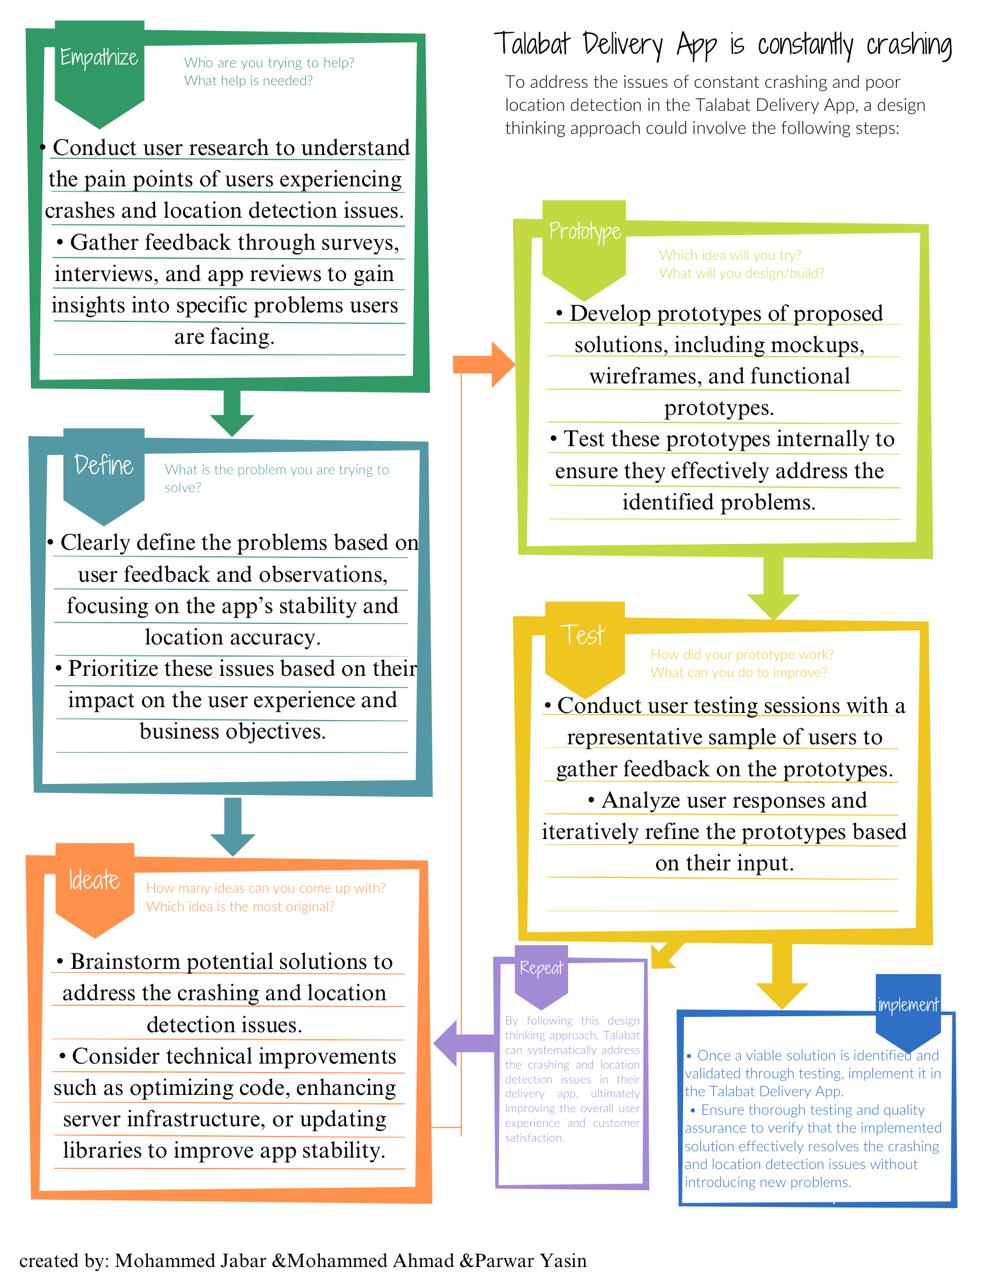 Talabat Delivery App is constantly crashing
To address the issues of constant crashing and poor
location detection in the Talabat Delivery App, a design
thinking approach could involve the following steps:
Empathize
Who are you trying to help?
What help is needed?
• Conduct user research to understand
the pain points of users experiencing
crashes and location detection issues.
• Gather feedback through surveys,
interviews, and app reviews to gain
insights into specific problems users
are facing.
Define
What is the problem you are trying to
solve?
• Clearly define the problems based on
user feedback and observations,
focusing on the app's stability and
location accuracy.
• Prioritize these issues based on their
impact on the user experience and
business objectives.
Ideate
How many ideas can you come up with?
Which idea is the most original?
• Brainstorm potential solutions to
address the crashing and location
detection issues.
• Consider technical improvements
such as optimizing code, enhancing
server infrastructure, or updating
libraries to improve app stability.
Prototype
Which idea will you try?
What will you design/build?
• Develop prototypes of proposed
solutions, including mockups,
wireframes, and functional
prototypes.
• Test these prototypes internally to
ensure they effectively address the
identified problems.
Test
How did your prototype work?
What can you do to improve?
• Conduct user testing sessions with a
representative sample of users to
gather feedback on the prototypes.
• Analyze user responses and
iteratively refine the prototypes based
on their input.
Repeat
By following this design
thinking approach, Talabat
can systematically address
the crashing and location
detection issues in their
delivery app, ultimately
improving the overall user
experience and customer
satisfaction.
implement
• Once a viable solution is identified and
validated through testing, implement it in
the Talabat Delivery App.
• Ensure thorough testing and quality
assurance to verify that the implemented
solution effectively resolves the crashing
and location detection issues without
introducing new problems.
created by: Mohammed Jabar &Mohammed Ahmad &Parwar Yasin